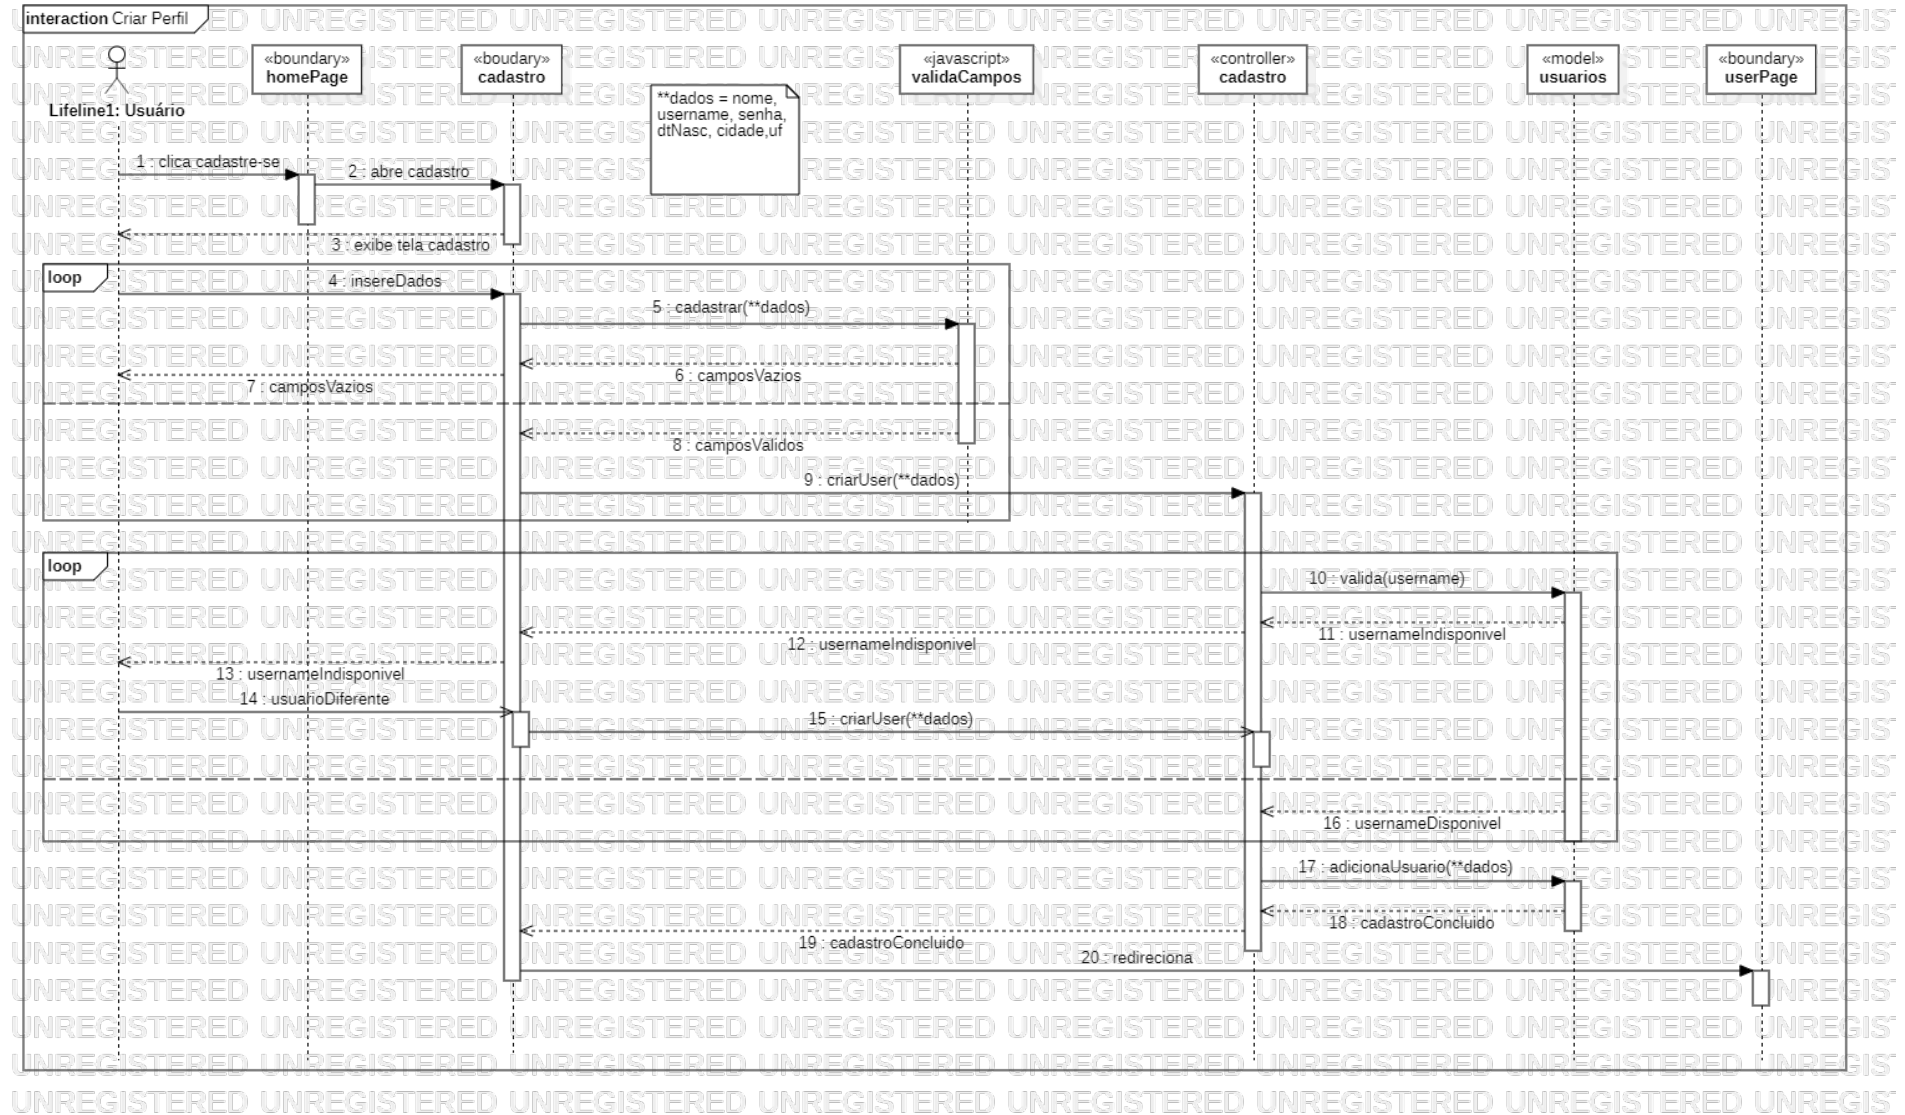 interaction Criar Perfil
«boundary»
homePage
«boudary»
cadastro
«javascript»
validaCampos
«controller»
cadastro
«model»
usuarios
«boundary»
userPage
Lifeline1: Usuário
**dados = nome,
username, senha,
dtNasc, cidade,uf
1 : clica cadastre-se
2 : abre cadastro
3 : exibe tela cadastro
loop
4 : insereDados
5 : cadastrar(**dados)
6 : camposVazios
7 : camposVazios
8 : camposValidos
9 : criarUser(**dados)
loop
10 : valida(username)
11 : usernameIndisponivel
12 : usernameIndisponivel
13 : usernameIndisponivel
14 : usuarioDiferente
15 : criarUser(**dados)
16 : usernameDisponivel
17 : adicionaUsuario(**dados)
18 : cadastroConcluido
19 : cadastroConcluido
20 : redireciona
UNREGISTERED